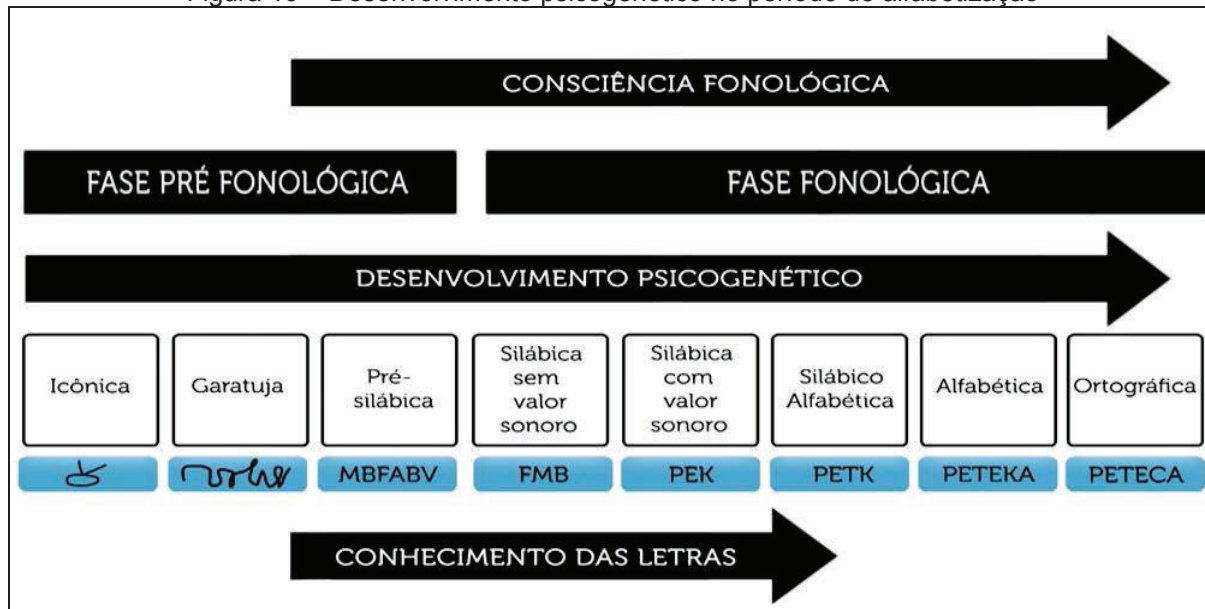 CONSCIÊNCIA FONOLÓGICA
FASE PRÉ FONOLÓGICA
FASE FONOLÓGICA
DESENVOLVIMENTO PSICOGENÉTICO
Icônica
Garatuja
Pré-
silábica
Silábica
sem
valor
sonoro
Silábica
com
valor
sonoro
Silábico
Alfabética
Alfabética
Ortográfica
MBFABV
FMB
PEK
PETK
PETEKA
PETECA
CONHECIMENTO DAS LETRAS